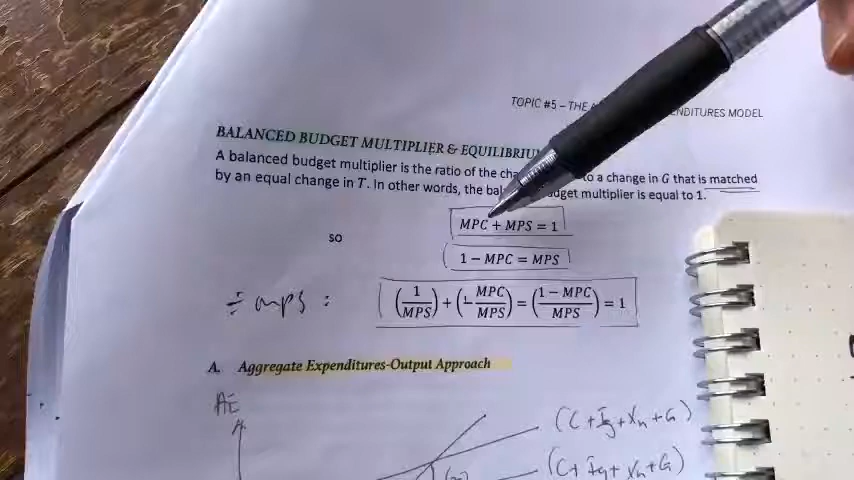 TOPIC #5 – THE ENDITURES MODEL
BALANCED BUDGET MULTIPLIER & EQUILIBRIU
A balanced budget multiplier is the ratio of the cha to a change in G that is matched
by an equal change in T. In other words, the bal dget multiplier is equal to 1.
MPC + MPS = 1
so
1 − MPC = MPS
÷ mps : (1/MPS) + (-MPC/MPS) = (1 − MPC/MPS) = 1
A. Aggregate Expenditures-Output Approach
AE
(C + Ig + Xn + G)
(C + Ig + Xn + G)